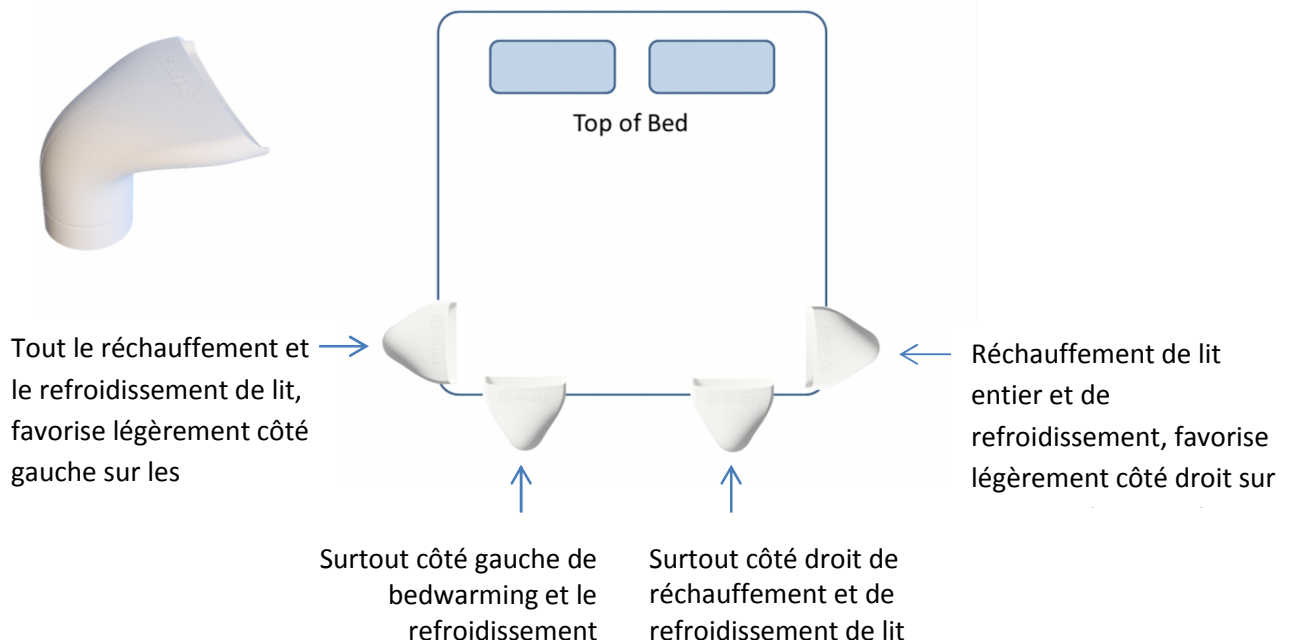 Top of Bed
Tout le réchauffement et
le refroidissement de lit,
favorise légèrement côté
gauche sur les
Réchauffement de lit
entier et de
refroidissement, favorise
légèrement côté droit sur
Surtout côté gauche de
bedwarming et le
refroidissement
Surtout côté droit de
réchauffement et de
refroidissement de lit